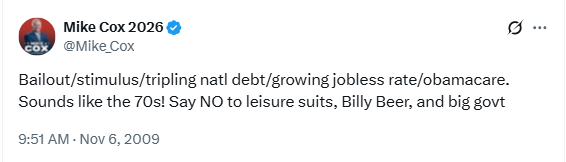 Mike Cox 2026
@Mike_Cox
COX
Bailout/stimulus/tripling natl debt/growing jobless rate/obamacare.
Sounds like the 70s! Say NO to leisure suits, Billy Beer, and big govt
9:51 AM · Nov 6, 2009